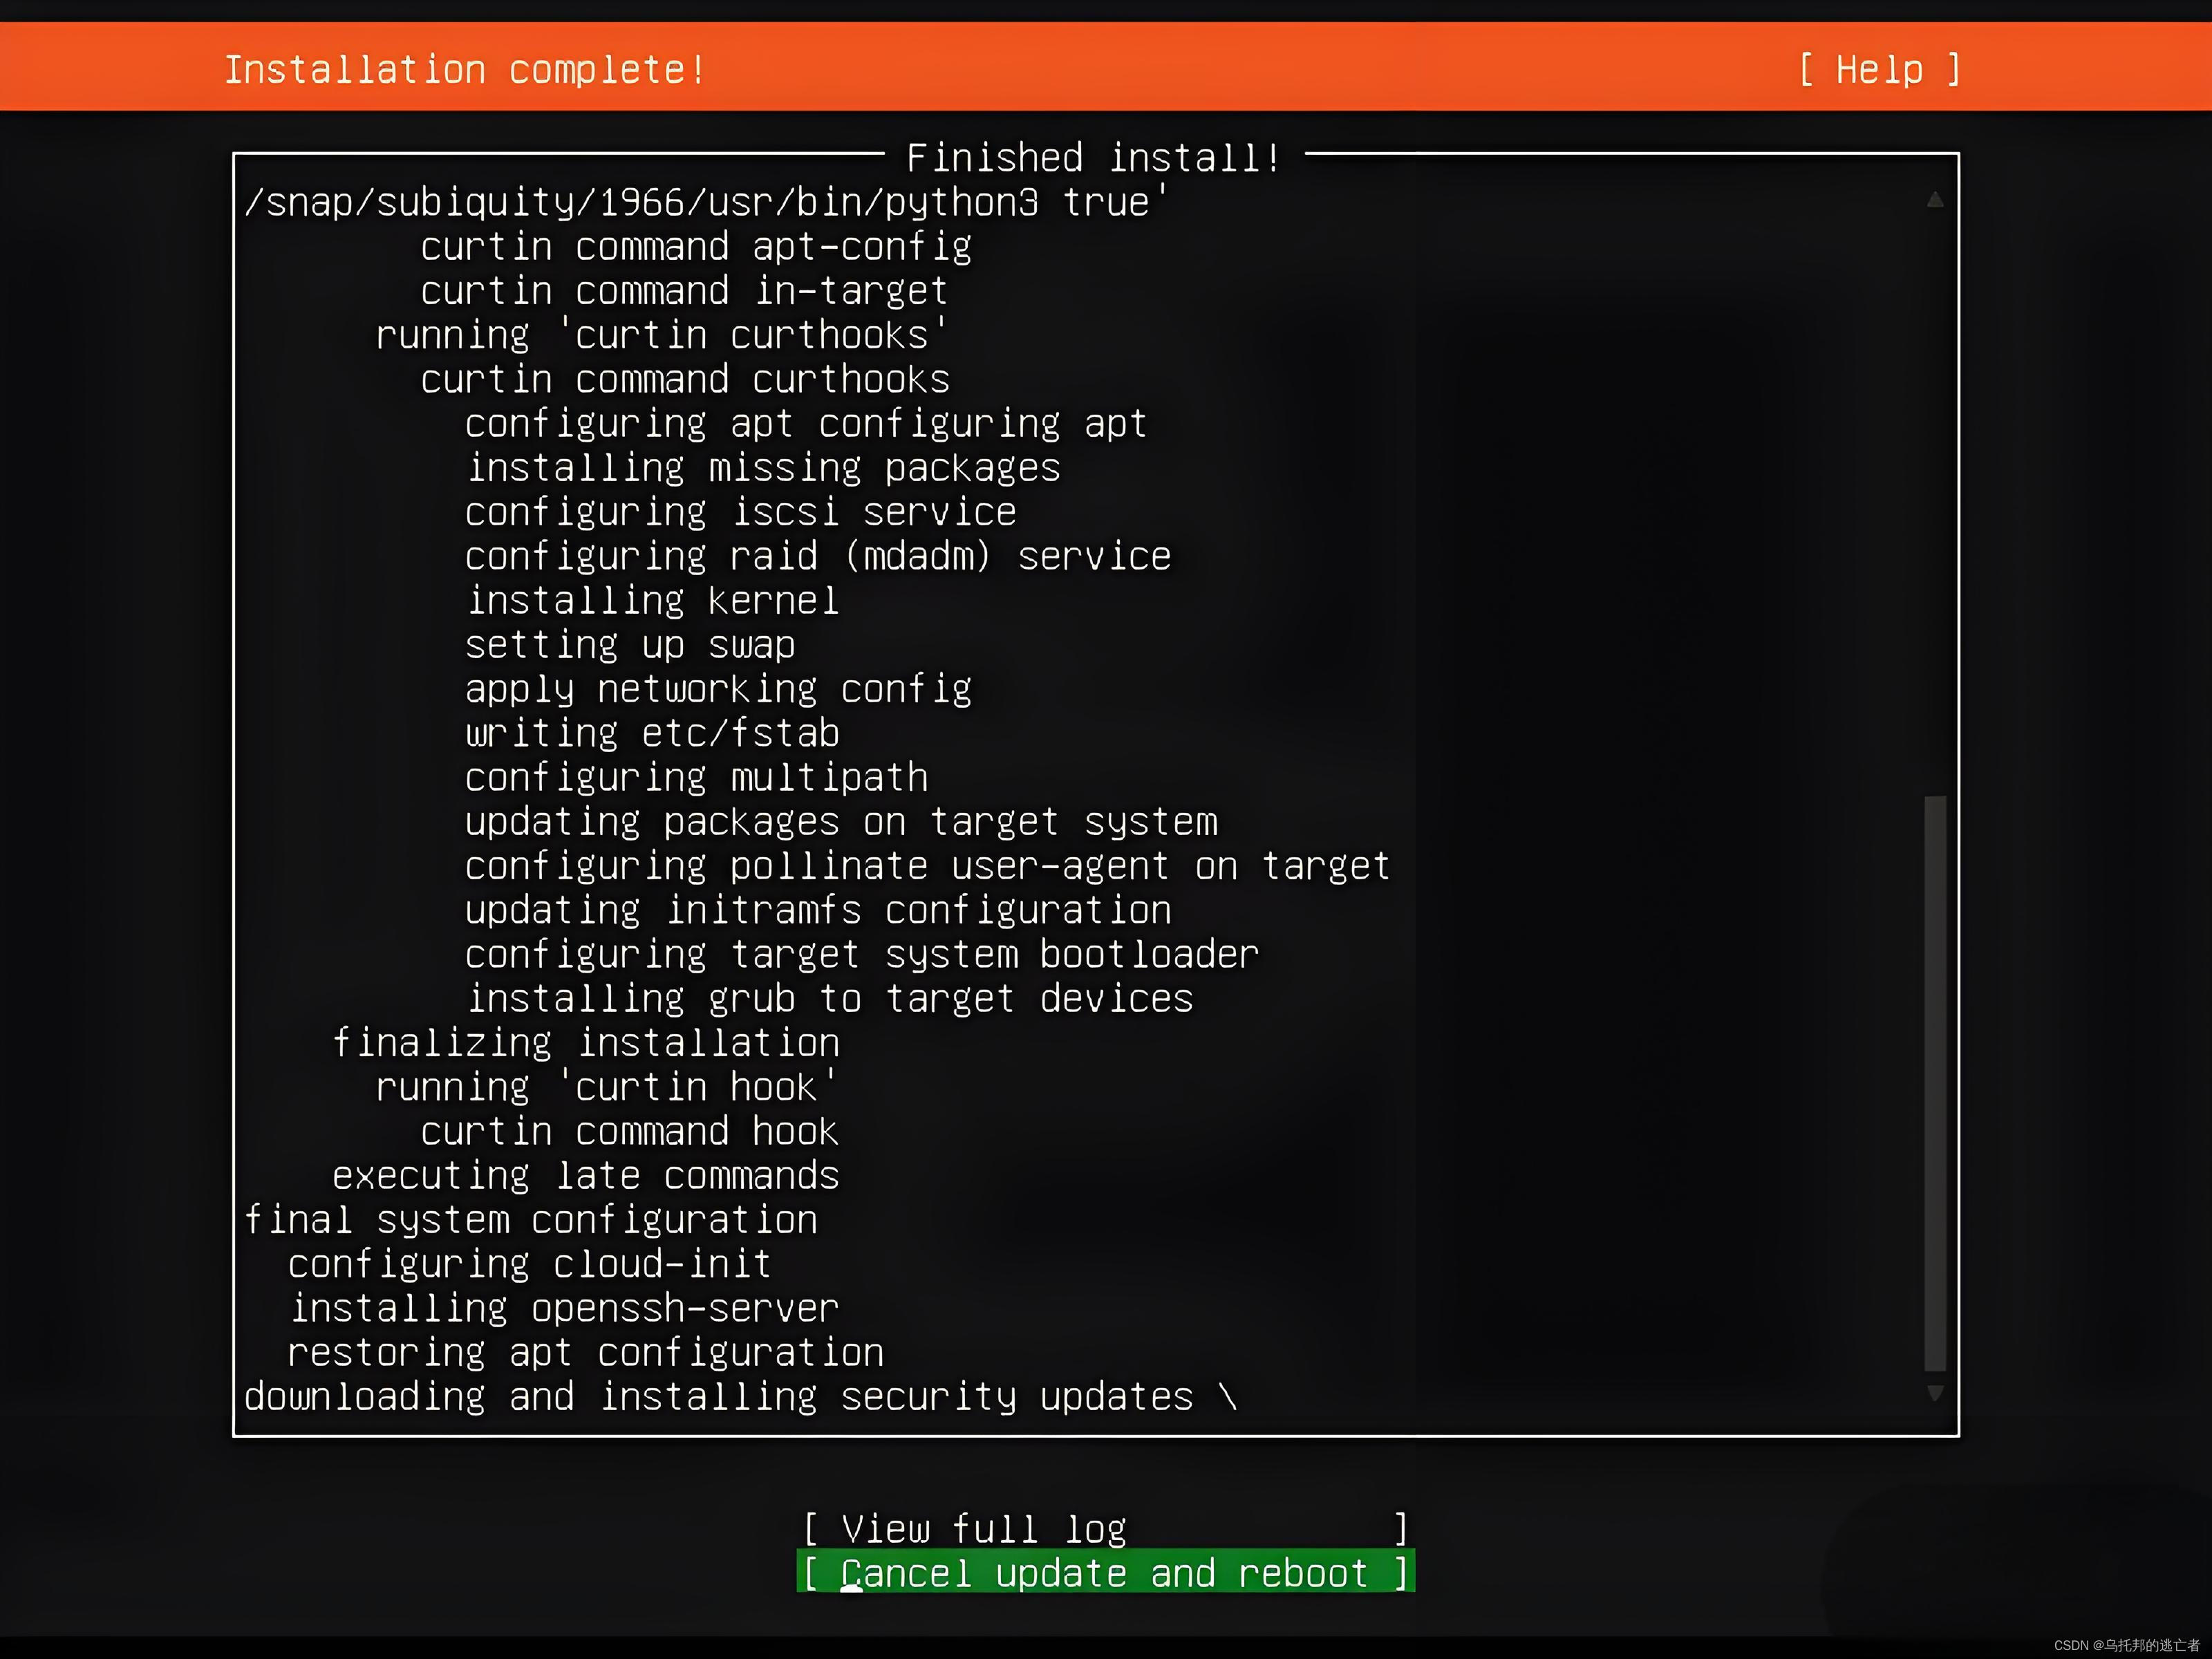 Installation complete! [ Help ]
Finished install!
/snap/subiquity/1966/usr/bin/python3 true'
curtin command apt-config
curtin command in-target
running 'curtin curthooks'
curtin command curthooks
configuring apt configuring apt
installing missing packages
configuring iscsi service
configuring raid (mdadm) service
installing kernel
setting up swap
apply networking config
writing etc/fstab
configuring multipath
updating packages on target system
configuring pollinate user-agent on target
updating initramfs configuration
configuring target system bootloader
installing grub to target devices
finalizing installation
running 'curtin hook'
curtin command hook
executing late commands
final system configuration
configuring cloud-init
installing openssh-server
restoring apt configuration
downloading and installing security updates \
[ View full log ]
[ Cancel update and reboot ]
CSDN @乌托邦的逃亡者